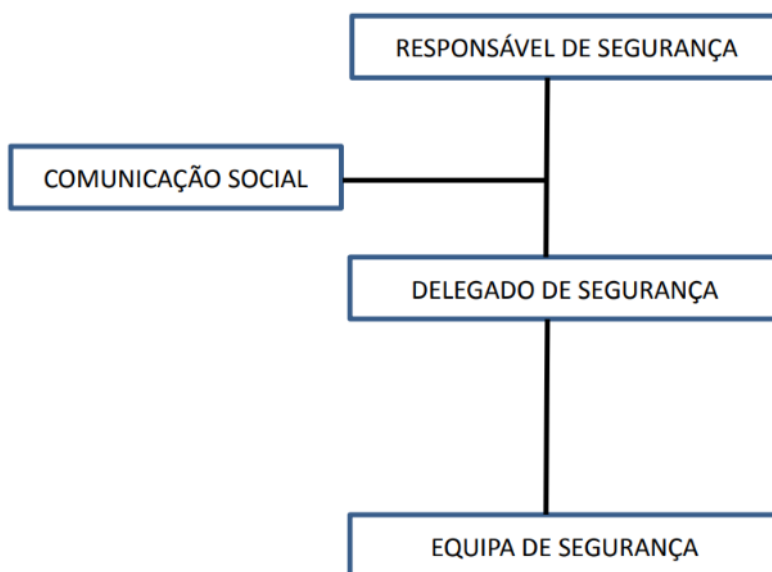 RESPONSÁVEL DE SEGURANÇA
COMUNICAÇÃO SOCIAL
DELEGADO DE SEGURANÇA
EQUIPA DE SEGURANÇA